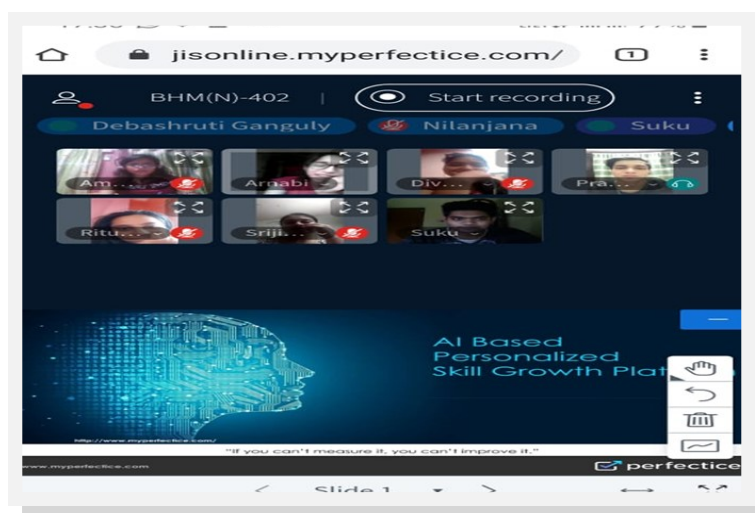 jisonline.myperfectice.com/
1
BHM(N)-402
Start recording
Debashruti Ganguly
Nilanjana
Suku
Am...
Arnabi
Div...
Pra...
Ritu...
Sriji...
Suku
AI Based
Personalized
Skill Growth Plat
http://www.myperfectice.com/
"If you can't measure it, you can't improve it."
www.myperfectice.com
perfectice
Slide 1